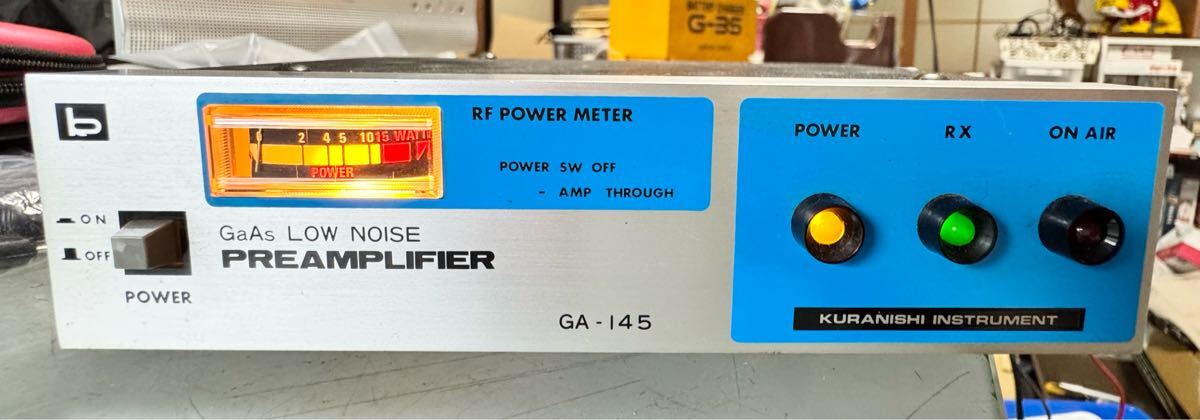 G-35
b
0 2 4 5 10 15 WATT
POWER
RF POWER METER
POWER SW OFF
- AMP THROUGH
ON
OFF
POWER
GaAs LOW NOISE
PREAMPLIFIER
GA-145
POWER RX ON AIR
KURANISHI INSTRUMENT